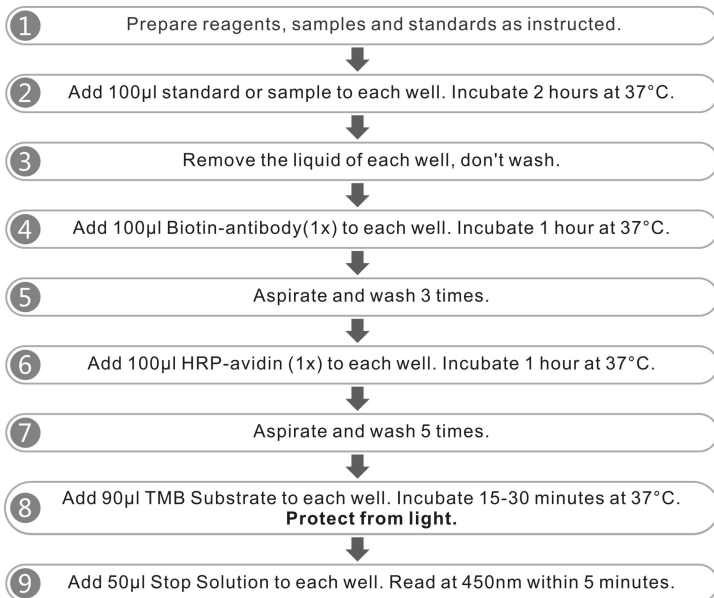 1 Prepare reagents, samples and standards as instructed.
2 Add 100μl standard or sample to each well. Incubate 2 hours at 37°C.
3 Remove the liquid of each well, don't wash.
4 Add 100μl Biotin-antibody(1x) to each well. Incubate 1 hour at 37°C.
5 Aspirate and wash 3 times.
6 Add 100μl HRP-avidin (1x) to each well. Incubate 1 hour at 37°C.
7 Aspirate and wash 5 times.
8 Add 90μl TMB Substrate to each well. Incubate 15-30 minutes at 37°C.
Protect from light.
9 Add 50μl Stop Solution to each well. Read at 450nm within 5 minutes.